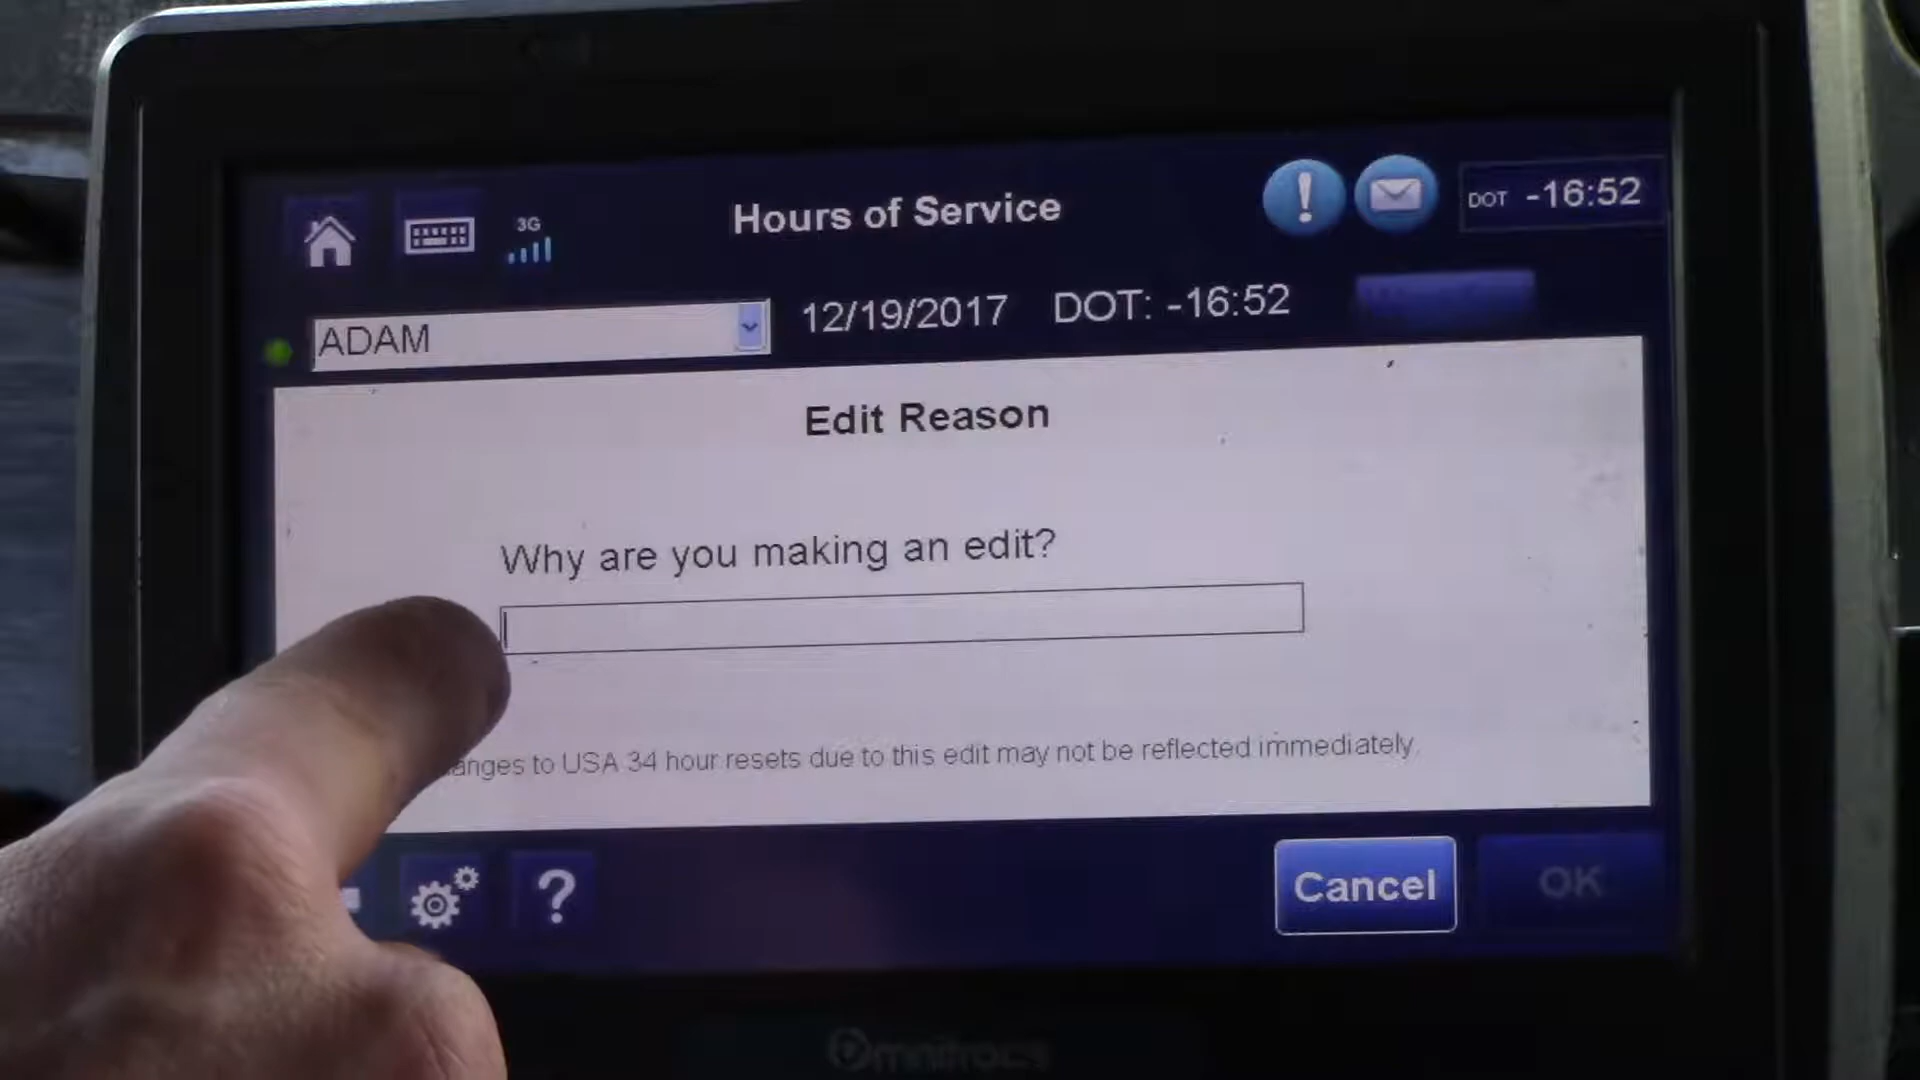 3G
Hours of Service
DOT -16:52
ADAM
12/19/2017
DOT: -16:52
Edit Reason
Why are you making an edit?
anges to USA 34 hour resets due to this edit may not be reflected immediately.
?
Cancel
OK
Omnitracs